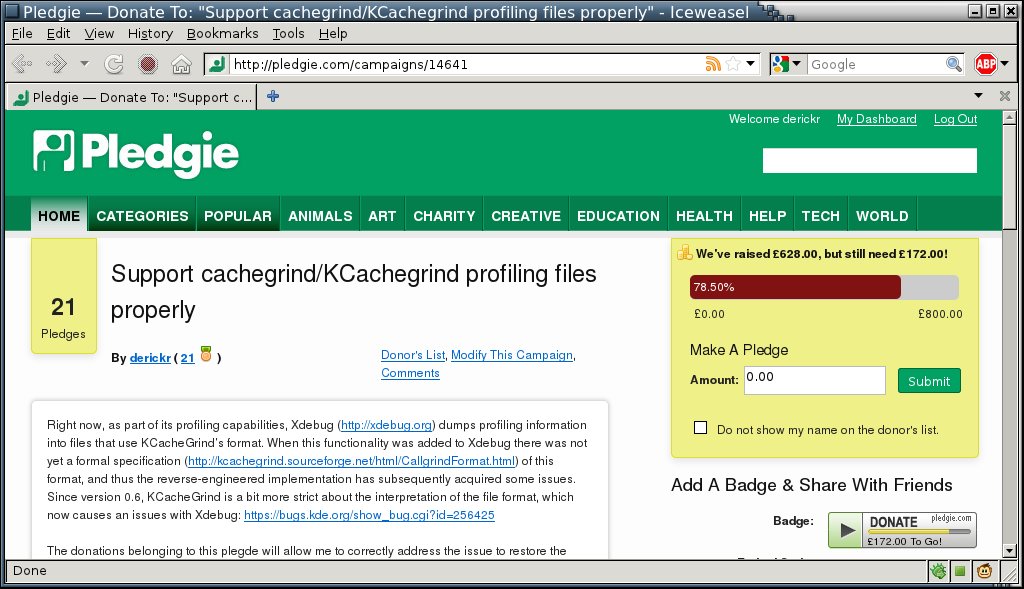 Pledgie — Donate To: "Support cachegrind/KCachegrind profiling files properly" - Iceweasel
File Edit View History Bookmarks Tools Help
http://pledgie.com/campaigns/14641
Google
ABP
Pledgie — Donate To: "Support c...
Welcome derickr My Dashboard Log Out
Pledgie
HOME CATEGORIES POPULAR ANIMALS ART CHARITY CREATIVE EDUCATION HEALTH HELP TECH WORLD
21
Pledges
Support cachegrind/KCachegrind profiling files
properly
By derickr ( 21 )
Donor's List, Modify This Campaign,
Comments
Right now, as part of its profiling capabilities, Xdebug (http://xdebug.org) dumps profiling information
into files that use KCacheGrind's format. When this functionality was added to Xdebug there was not
yet a formal specification (http://kcachegrind.sourceforge.net/html/CallgrindFormat.html) of this
format, and thus the reverse-engineered implementation has subsequently acquired some issues.
Since version 0.6, KCacheGrind is a bit more strict about the interpretation of the file format, which
now causes an issues with Xdebug: https://bugs.kde.org/show_bug.cgi?id=256425
The donations belonging to this plegde will allow me to correctly address the issue to restore the
We've raised £628.00, but still need £172.00!
78.50%
£0.00 £800.00
Make A Pledge
Amount: 0.00 Submit
Do not show my name on the donor's list.
Add A Badge & Share With Friends
Badge:
DONATE pledgie.com
£172.00 To Go!
Done